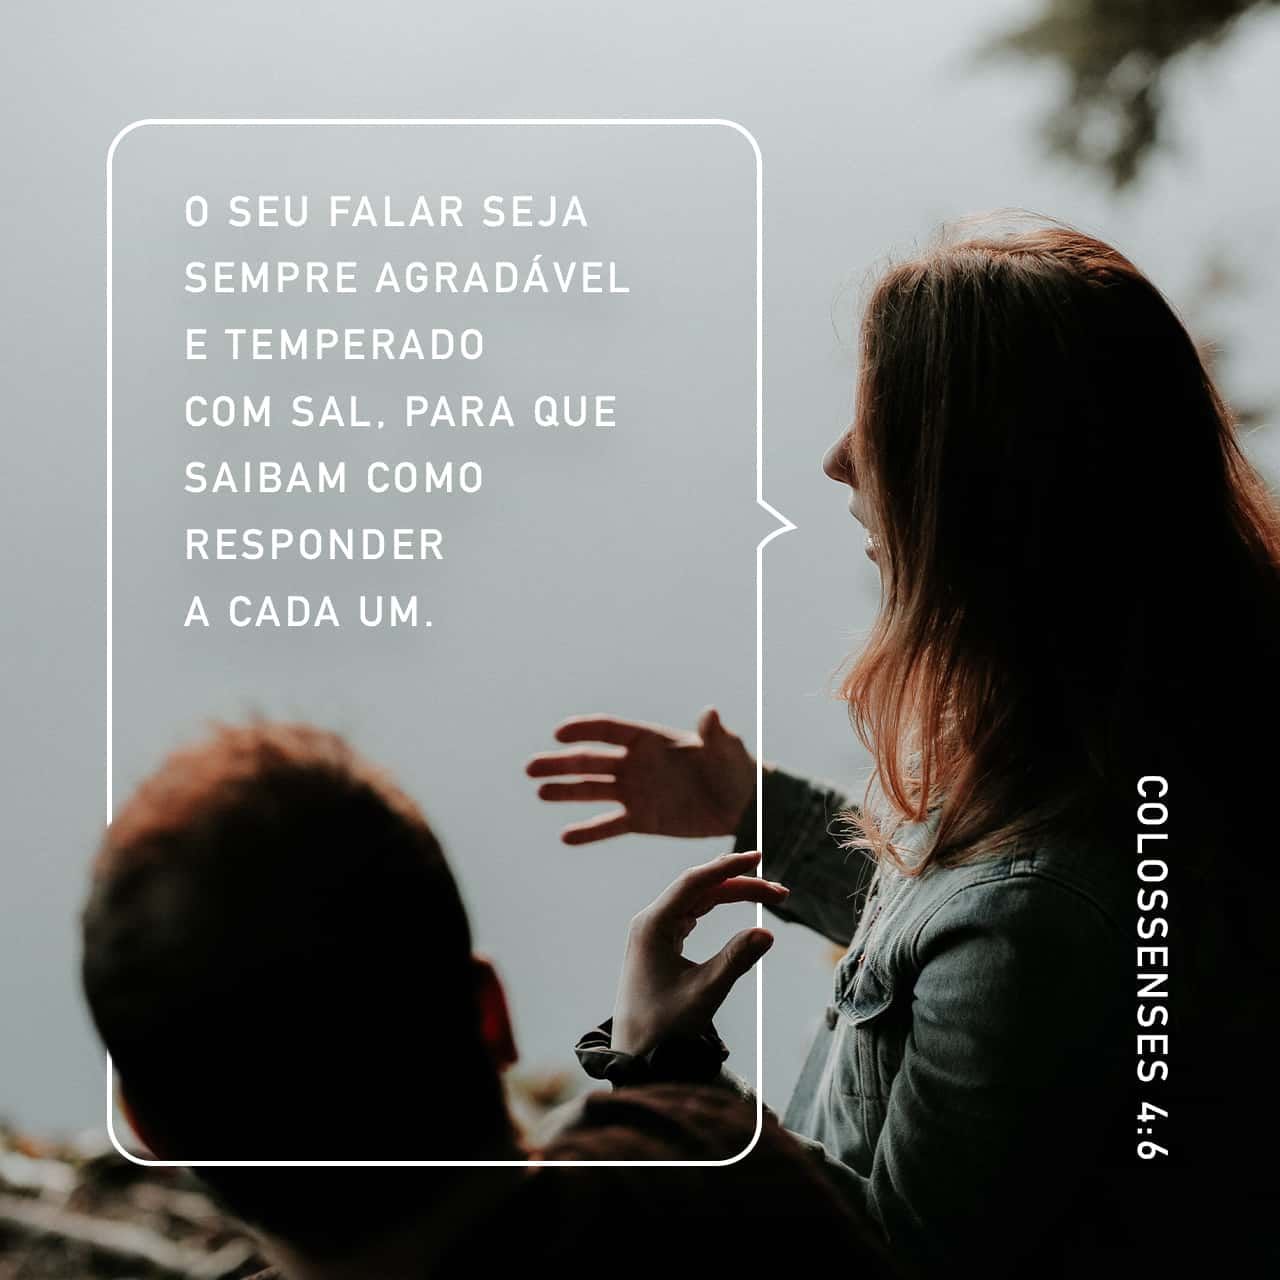 O SEU FALAR SEJA
SEMPRE AGRADÁVEL
E TEMPERADO
COM SAL, PARA QUE
SAIBAM COMO
RESPONDER
A CADA UM.
COLOSSENSES 4:6